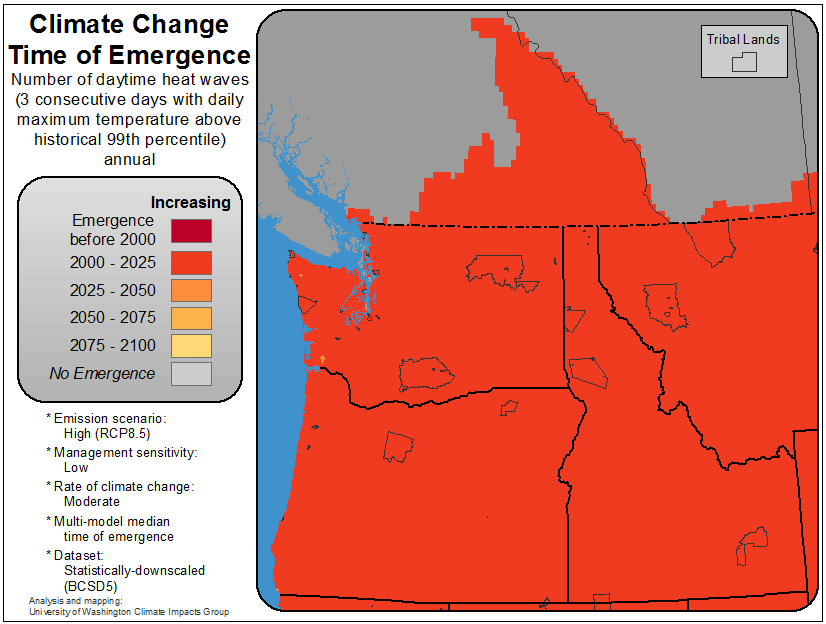 Climate Change
Time of Emergence
Number of daytime heat waves
(3 consecutive days with daily
maximum temperature above
historical 99th percentile)
annual
Increasing
Emergence
before 2000
2000 - 2025
2025 - 2050
2050 - 2075
2075 - 2100
No Emergence
* Emission scenario:
High (RCP8.5)
* Management sensitivity:
Low
* Rate of climate change:
Moderate
* Multi-model median
time of emergence
* Dataset:
Statistically-downscaled
(BCSD5)
Analysis and mapping:
University of Washington Climate Impacts Group
Tribal Lands